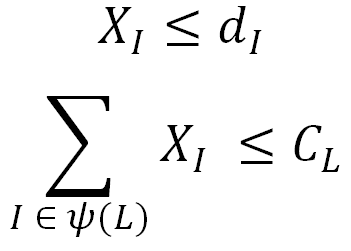 X_I ≤ d_I
∑_{I ∈ ψ(L)} X_I ≤ C_L